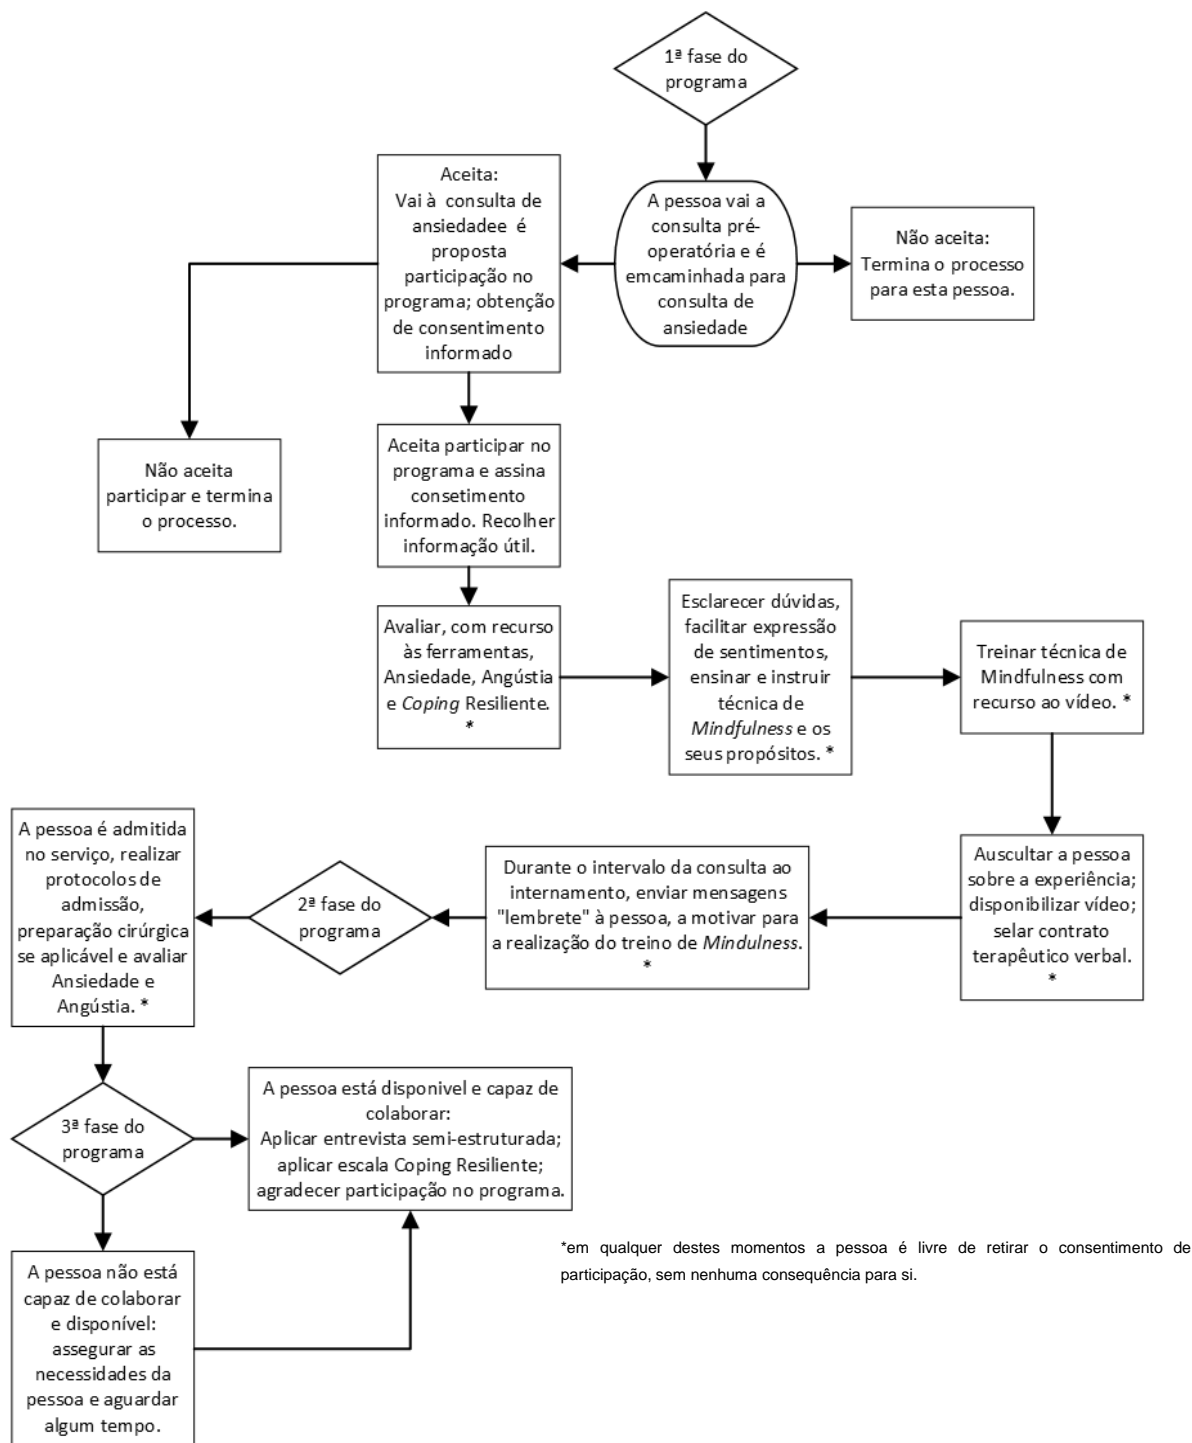 1ª fase do
programa
A pessoa vai a
consulta pré-
operatória e é
emcaminhada para
consulta de
ansiedade
Não aceita:
Termina o processo
para esta pessoa.
Aceita:
Vai à consulta de
ansiedadee é
proposta
participação no
programa; obtenção
de consentimento
informado
Não aceita
participar e termina
o processo.
Aceita participar no
programa e assina
consetimento
informado. Recolher
informação útil.
Avaliar, com recurso
às ferramentas,
Ansiedade, Angústia
e Coping Resiliente.
*
Esclarecer dúvidas,
facilitar expressão
de sentimentos,
ensinar e instruir
técnica de
Mindfulness e os
seus propósitos. *
Treinar técnica de
Mindfulness com
recurso ao vídeo. *
Auscultar a pessoa
sobre a experiência;
disponibilizar vídeo;
selar contrato
terapêutico verbal.
*
Durante o intervalo da consulta ao
internamento, enviar mensagens
"lembrete" à pessoa, a motivar para
a realização do treino de Mindulness.
*
2ª fase do
programa
A pessoa é admitida
no serviço, realizar
protocolos de
admissão,
preparação cirúrgica
se aplicável e avaliar
Ansiedade e
Angústia. *
3ª fase do
programa
A pessoa está disponivel e capaz de
colaborar:
Aplicar entrevista semi-estruturada;
aplicar escala Coping Resiliente;
agradecer participação no programa.
A pessoa não está
capaz de colaborar
e disponível:
assegurar as
necessidades da
pessoa e aguardar
algum tempo.
*em qualquer destes momentos a pessoa é livre de retirar o consentimento de
participação, sem nenhuma consequência para si.